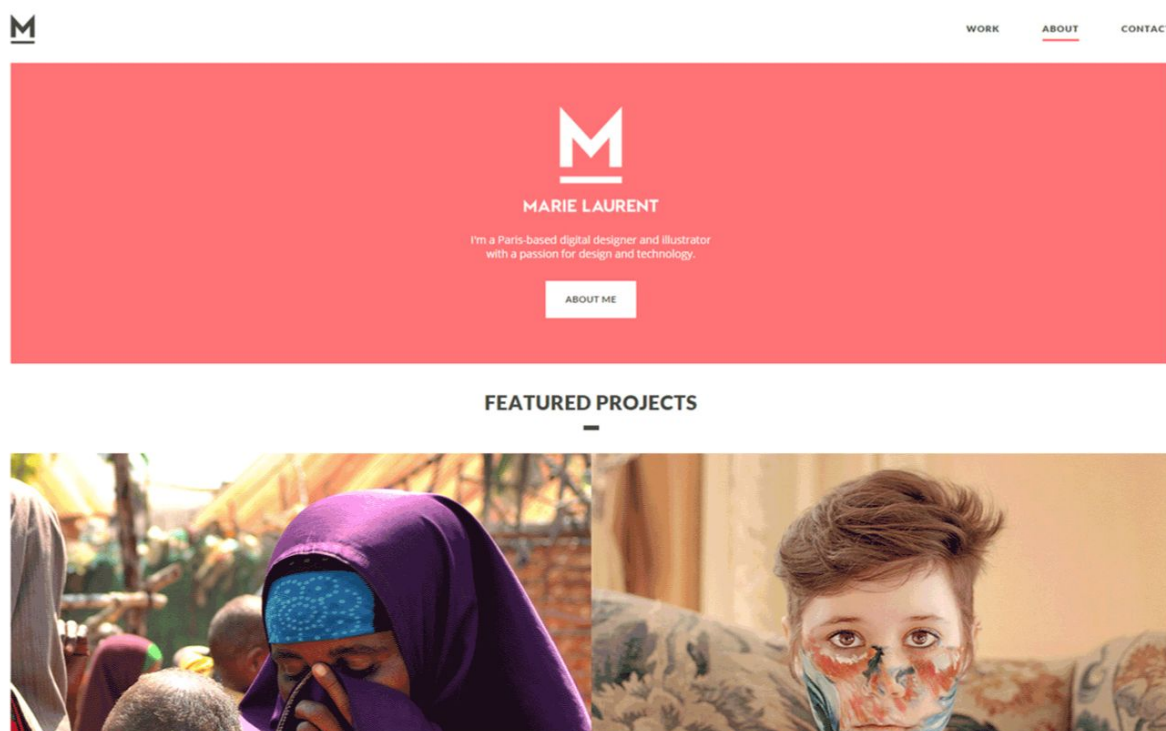 M
WORK
ABOUT
CONTACT
M
MARIE LAURENT
I'm a Paris-based digital designer and illustrator
with a passion for design and technology.
ABOUT ME
FEATURED PROJECTS